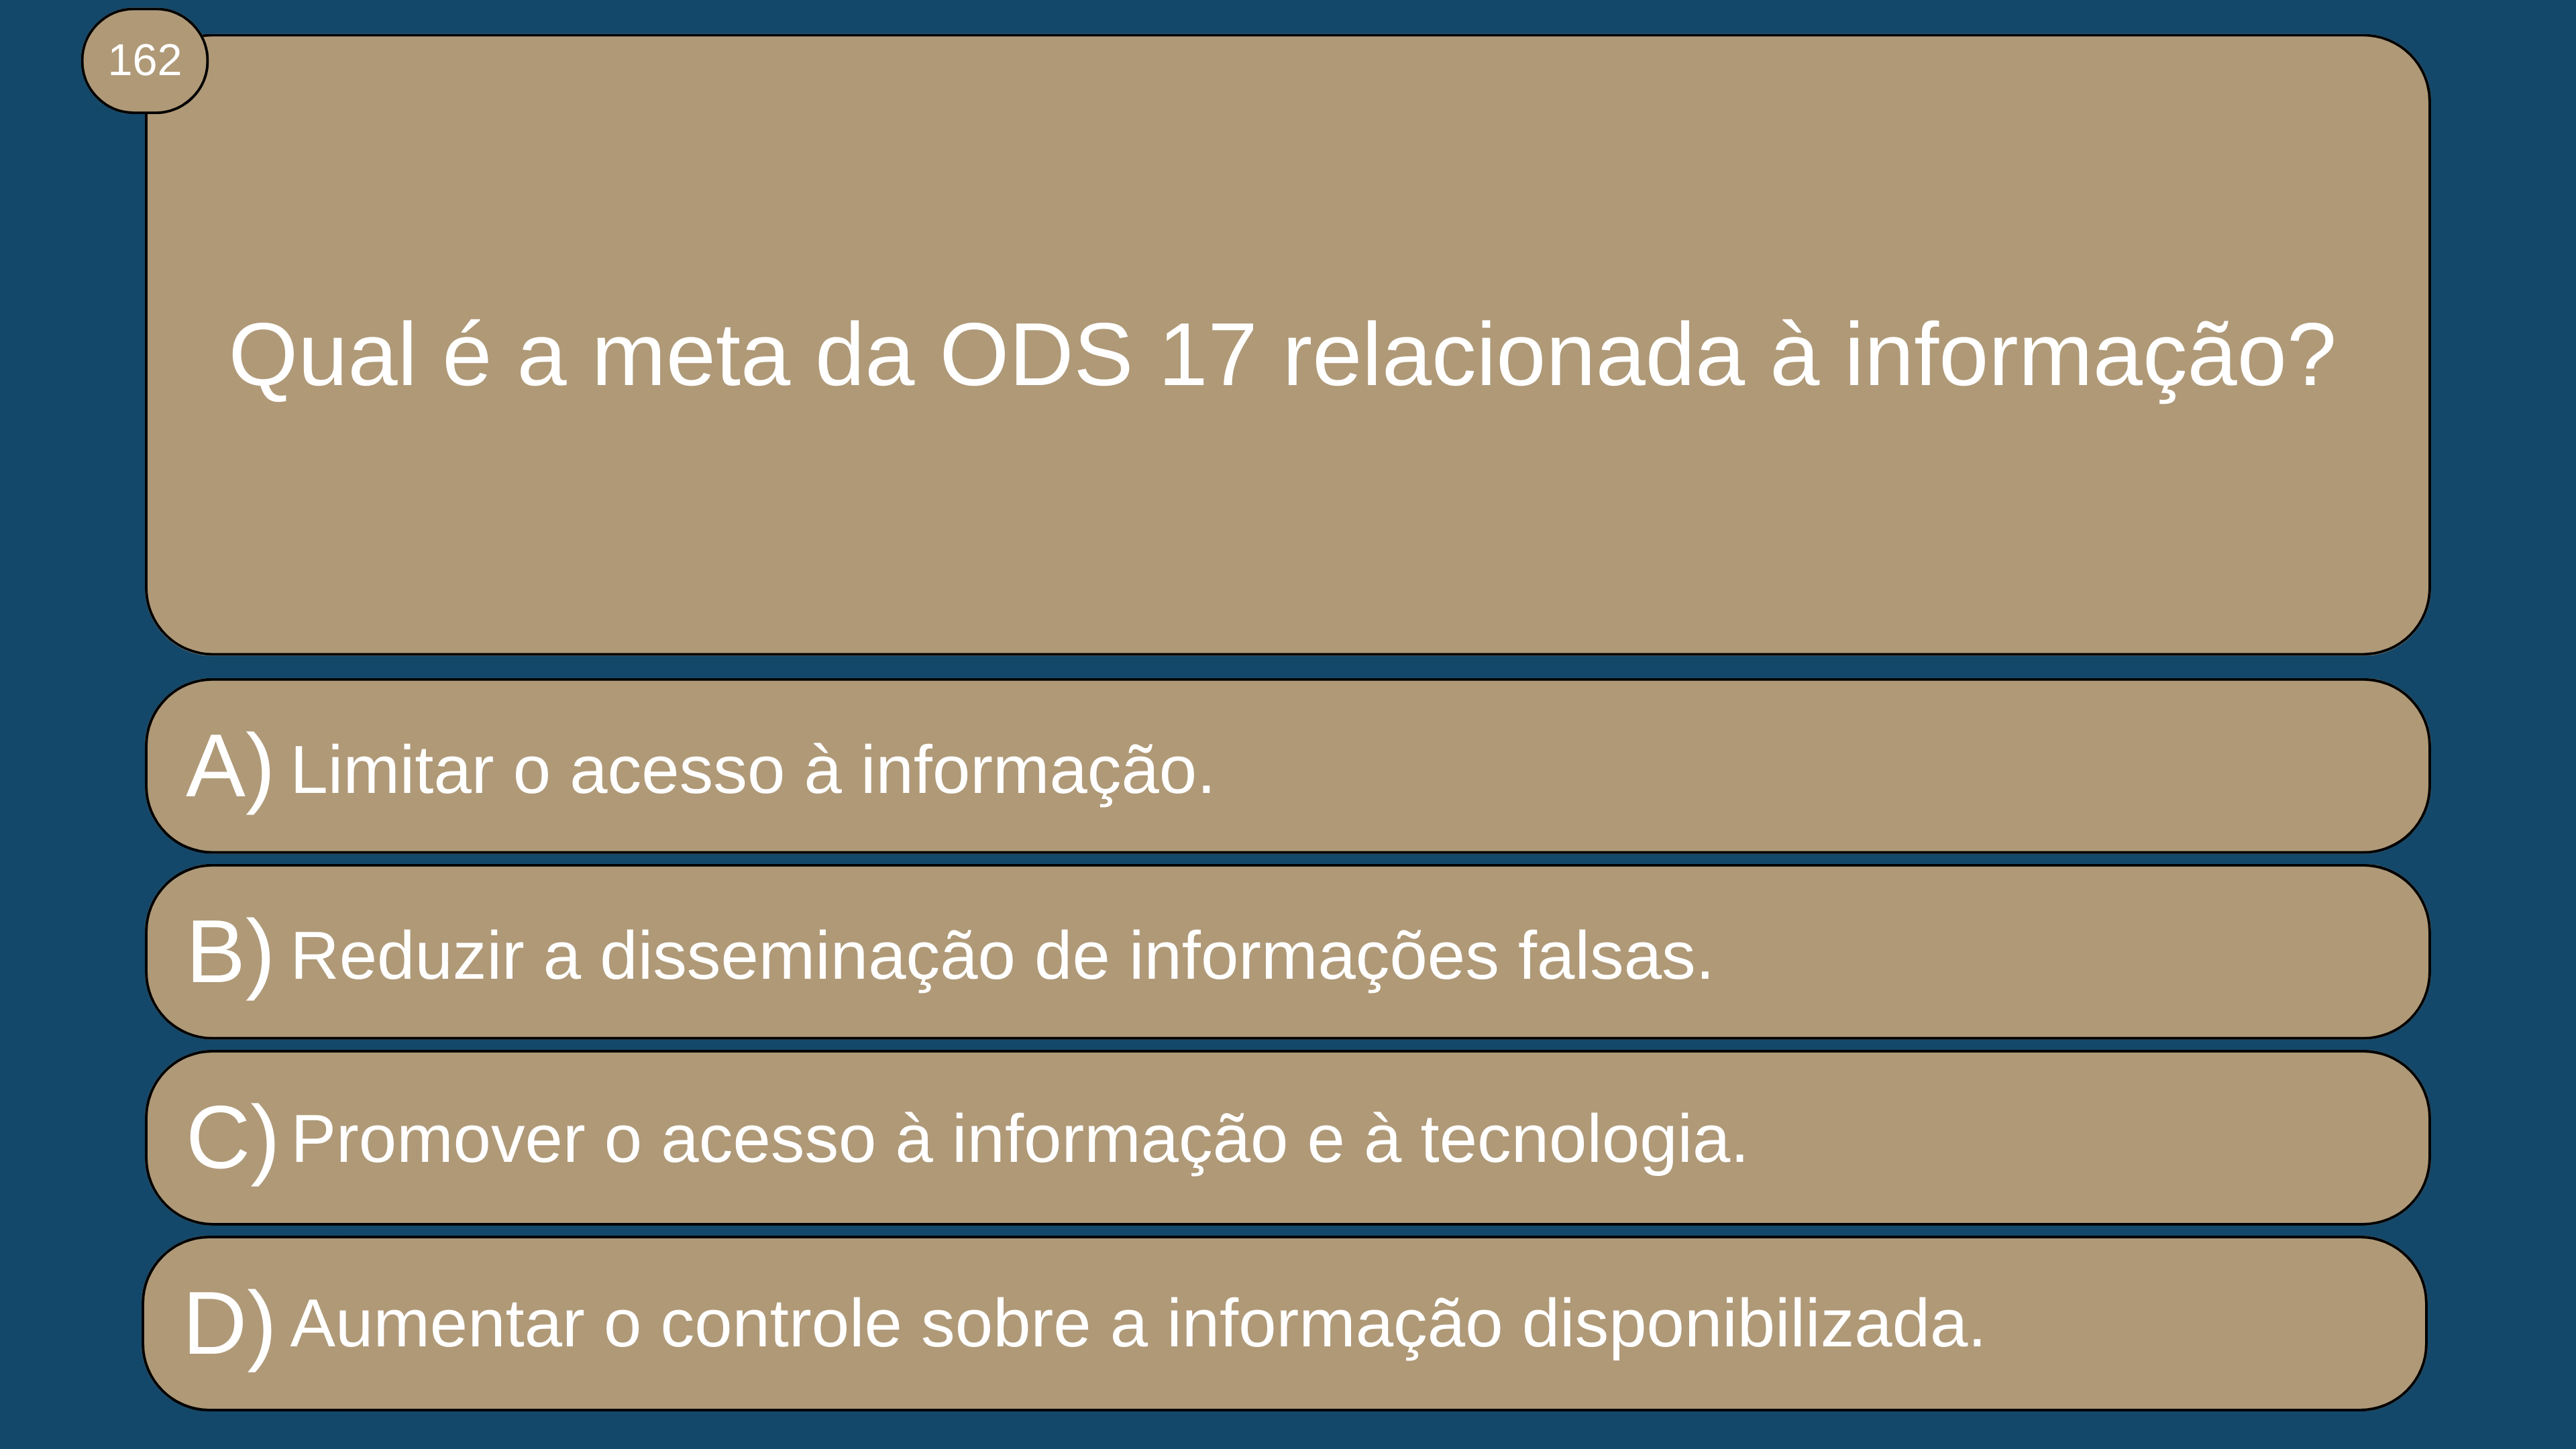 162
Qual é a meta da ODS 17 relacionada à informação?
A) Limitar o acesso à informação.
B) Reduzir a disseminação de informações falsas.
C) Promover o acesso à informação e à tecnologia.
D) Aumentar o controle sobre a informação disponibilizada.